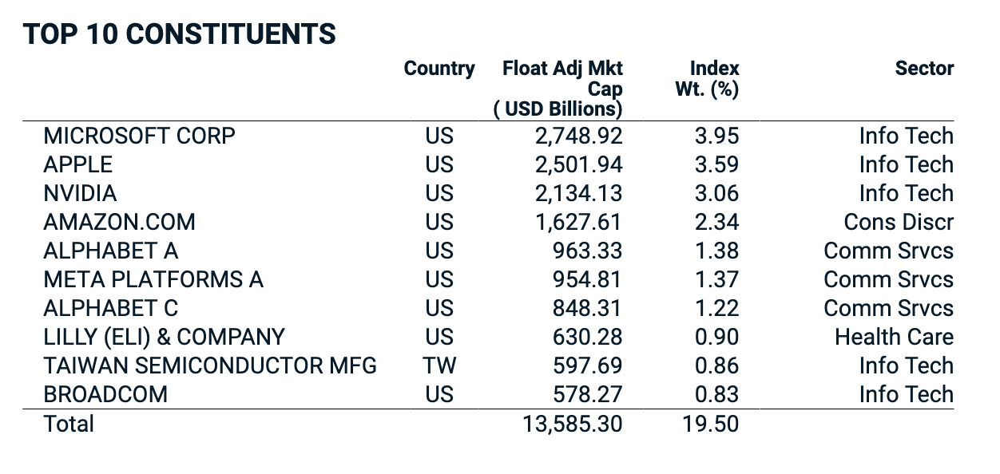 TOP 10 CONSTITUENTS
Country Float Adj Mkt Index Sector
Cap Wt. (%)
( USD Billions)
MICROSOFT CORP US 2,748.92 3.95 Info Tech
APPLE US 2,501.94 3.59 Info Tech
NVIDIA US 2,134.13 3.06 Info Tech
AMAZON.COM US 1,627.61 2.34 Cons Discr
ALPHABET A US 963.33 1.38 Comm Srvcs
META PLATFORMS A US 954.81 1.37 Comm Srvcs
ALPHABET C US 848.31 1.22 Comm Srvcs
LILLY (ELI) & COMPANY US 630.28 0.90 Health Care
TAIWAN SEMICONDUCTOR MFG TW 597.69 0.86 Info Tech
BROADCOM US 578.27 0.83 Info Tech
Total 13,585.30 19.50